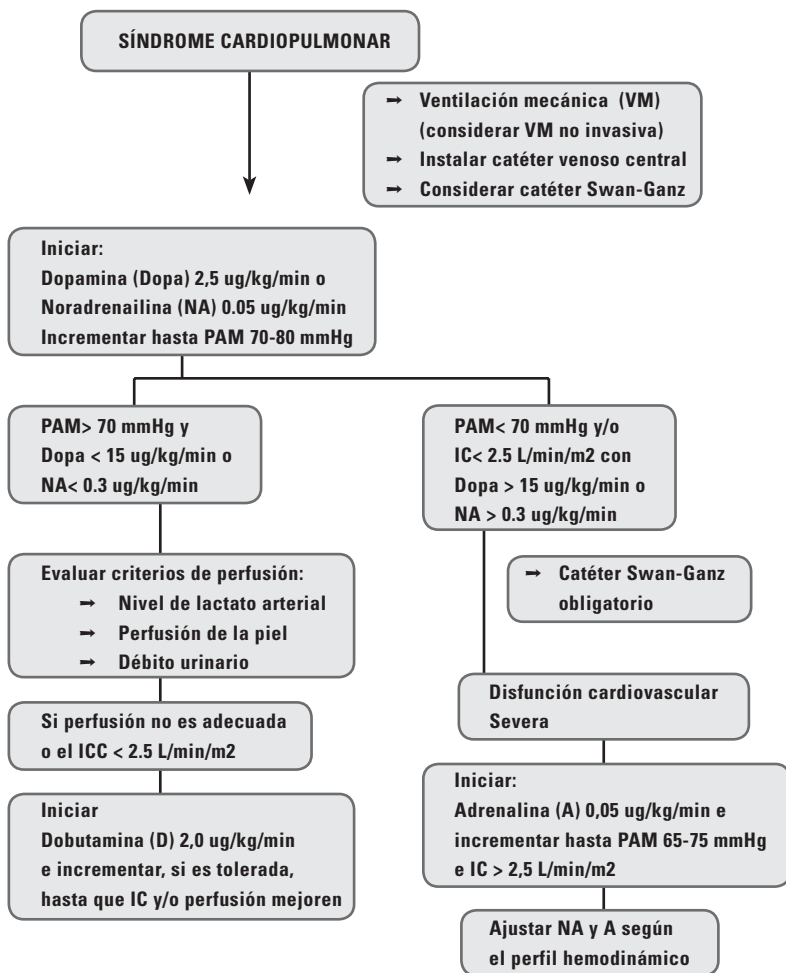 SÍNDROME CARDIOPULMONAR
➞ Ventilación mecánica (VM)
(considerar VM no invasiva)
➞ Instalar catéter venoso central
➞ Considerar catéter Swan-Ganz
Iniciar:
Dopamina (Dopa) 2,5 ug/kg/min o
Noradrenailina (NA) 0.05 ug/kg/min
Incrementar hasta PAM 70-80 mmHg
PAM> 70 mmHg y
Dopa < 15 ug/kg/min o
NA< 0.3 ug/kg/min
PAM< 70 mmHg y/o
IC< 2.5 L/min/m2 con
Dopa > 15 ug/kg/min o
NA > 0.3 ug/kg/min
Evaluar criterios de perfusión:
➞ Nivel de lactato arterial
➞ Perfusión de la piel
➞ Débito urinario
➞ Catéter Swan-Ganz
obligatorio
Si perfusión no es adecuada
o el ICC < 2.5 L/min/m2
Disfunción cardiovascular
Severa
Iniciar
Dobutamina (D) 2,0 ug/kg/min
e incrementar, si es tolerada,
hasta que IC y/o perfusión mejoren
Iniciar:
Adrenalina (A) 0,05 ug/kg/min e
incrementar hasta PAM 65-75 mmHg
e IC > 2,5 L/min/m2
Ajustar NA y A según
el perfil hemodinámico